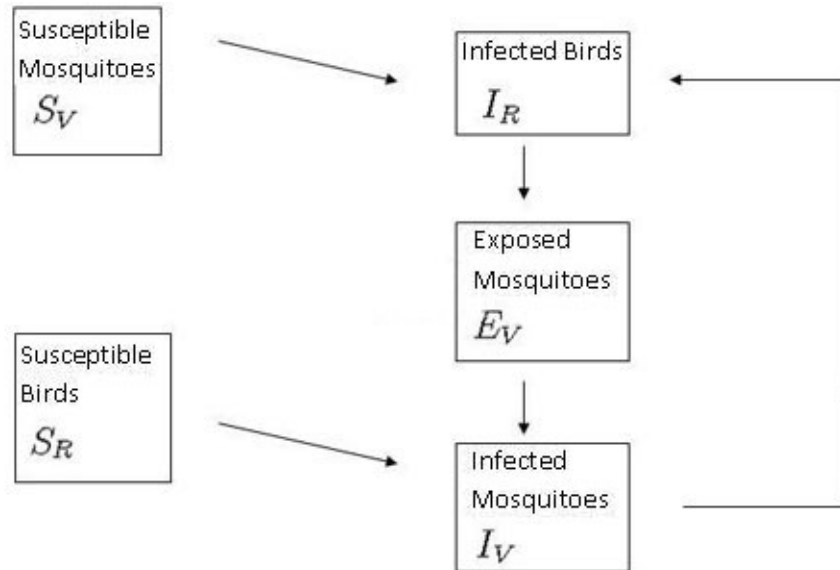 Susceptible
Mosquitoes
S_V
Infected Birds
I_R
Exposed
Mosquitoes
E_V
Susceptible
Birds
S_R
Infected
Mosquitoes
I_V